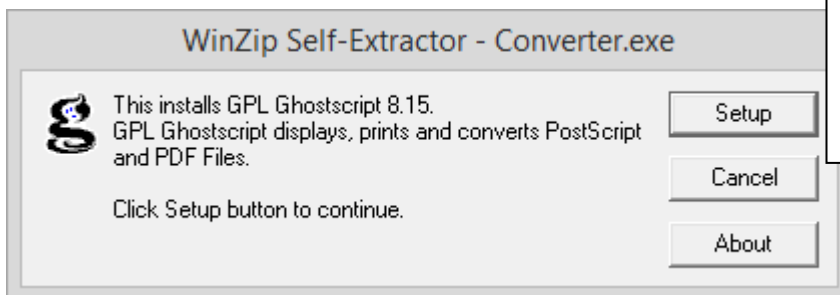 WinZip Self-Extractor - Converter.exe
This installs GPL Ghostscript 8.15.
GPL Ghostscript displays, prints and converts PostScript
and PDF Files.
Click Setup button to continue.
Setup
Cancel
About